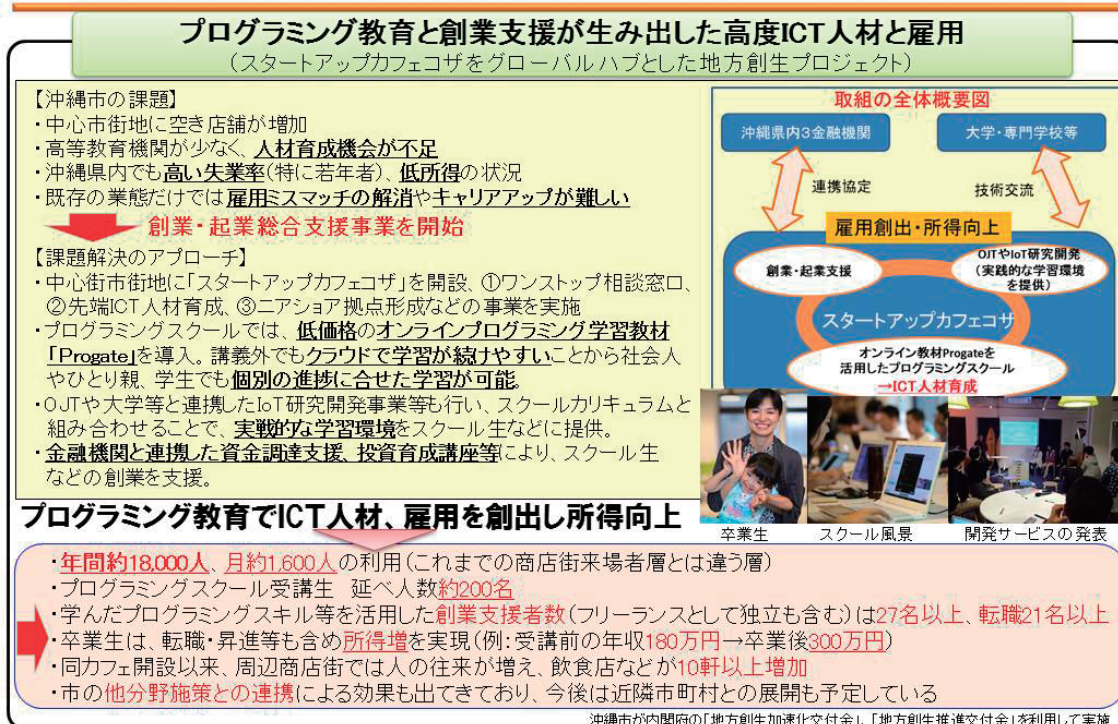 プログラミング教育と創業支援が生み出した高度ICT人材と雇用
(スタートアップカフェコザをグローバルハブとした地方創生プロジェクト)
【沖縄市の課題】
・中心市街地に空き店舗が増加
・高等教育機関が少なく、人材育成機会が不足
・沖縄県内でも高い失業率(特に若年者)、低所得の状況
・既存の業態だけでは雇用ミスマッチの解消やキャリアアップが難しい
創業・起業総合支援事業を開始
【課題解決のアプローチ】
・中心街市街地に「スタートアップカフェコザ」を開設、①ワンストップ相談窓口、
②先端ICT人材育成、③ニアショア拠点形成などの事業を実施
・プログラミングスクールでは、低価格のオンラインプログラミング学習教材
「Progate」を導入。講義外でもクラウドで学習が続けやすいことから社会人
やひとり親、学生でも個別の進捗に合せた学習が可能。
・OJTや大学等と連携したIoT研究開発事業等も行い、スクールカリキュラムと
組み合わせることで、実戦的な学習環境をスクール生などに提供。
・金融機関と連携した資金調達支援、投資育成講座等により、スクール生
などの創業を支援。
取組の全体概要図
沖縄県内3金融機関
大学・専門学校等
連携協定
技術交流
雇用創出・所得向上
創業・起業支援
OJTやIoT研究開発
(実践的な学習環境
を提供)
スタートアップカフェコザ
オンライン教材Progateを
活用したプログラミングスクール
→ICT人材育成
卒業生
スクール風景
開発サービスの発表
プログラミング教育でICT人材、雇用を創出し所得向上
・年間約18,000人、月約1,600人の利用(これまでの商店街来場者層とは違う層)
・プログラミングスクール受講生 延べ人数約200名
・学んだプログラミングスキル等を活用した創業支援者数(フリーランスとして独立も含む)は27名以上、転職21名以上
・卒業生は、転職・昇進等も含め所得増を実現(例:受講前の年収180万円→卒業後300万円)
・同カフェ開設以来、周辺商店街では人の往来が増え、飲食店などが10軒以上増加
・市の他分野施策との連携による効果も出てきており、今後は近隣市町村との展開も予定している
沖縄市が内閣府の「地方創生加速化交付金」、「地方創生推進交付金」を利用して実施